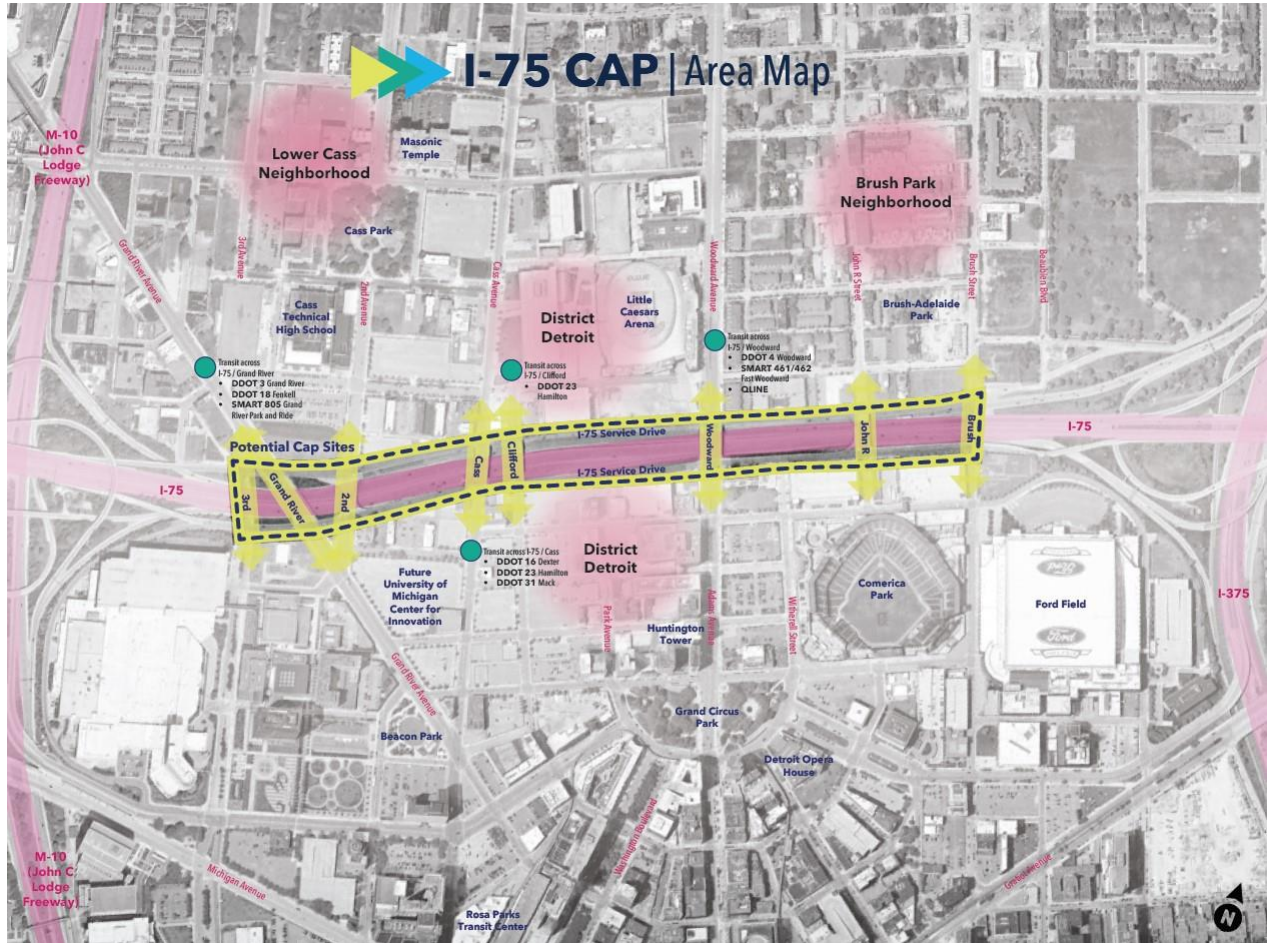 I-75 CAP | Area Map
M-10
(John C
Lodge
Freeway)
Lower Cass
Neighborhood
Masonic
Temple
Brush Park
Neighborhood
Cass Park
Grand River Avenue
3rd Avenue
2nd Avenue
Cass Avenue
Woodward Avenue
John R Street
Brush Street
Beaubien Blvd
Cass
Technical
High School
District
Detroit
Little
Caesars
Arena
Brush-Adelaide
Park
Transit across
I-75 / Grand River
• DDOT 3 Grand River
• DDOT 18 Fenkell
• SMART 805 Grand
River Park and Ride
Transit across
I-75 / Clifford
• DDOT 23
Hamilton
Transit across
I-75 / Woodward
• DDOT 4 Woodward
• SMART 461/462
Fast Woodward
• QLINE
Potential Cap Sites
I-75
3rd
Grand River
2nd
Cass
Clifford
I-75 Service Drive
I-75 Service Drive
Woodward
John R
Brush
I-75
I-375
Transit across I-75 / Cass
• DDOT 16 Dexter
• DDOT 23 Hamilton
• DDOT 31 Mack
Future
University of
Michigan
Center for
Innovation
District
Detroit
Park Avenue
Adams Avenue
Witherell Street
Huntington
Tower
Comerica
Park
Ford Field
Ford
Ford
Grand River Avenue
Beacon Park
Grand Circus
Park
Detroit Opera
House
Washington Boulevard
Michigan Avenue
Gratiot Avenue
M-10
(John C
Lodge
Freeway)
Rosa Parks
Transit Center
N